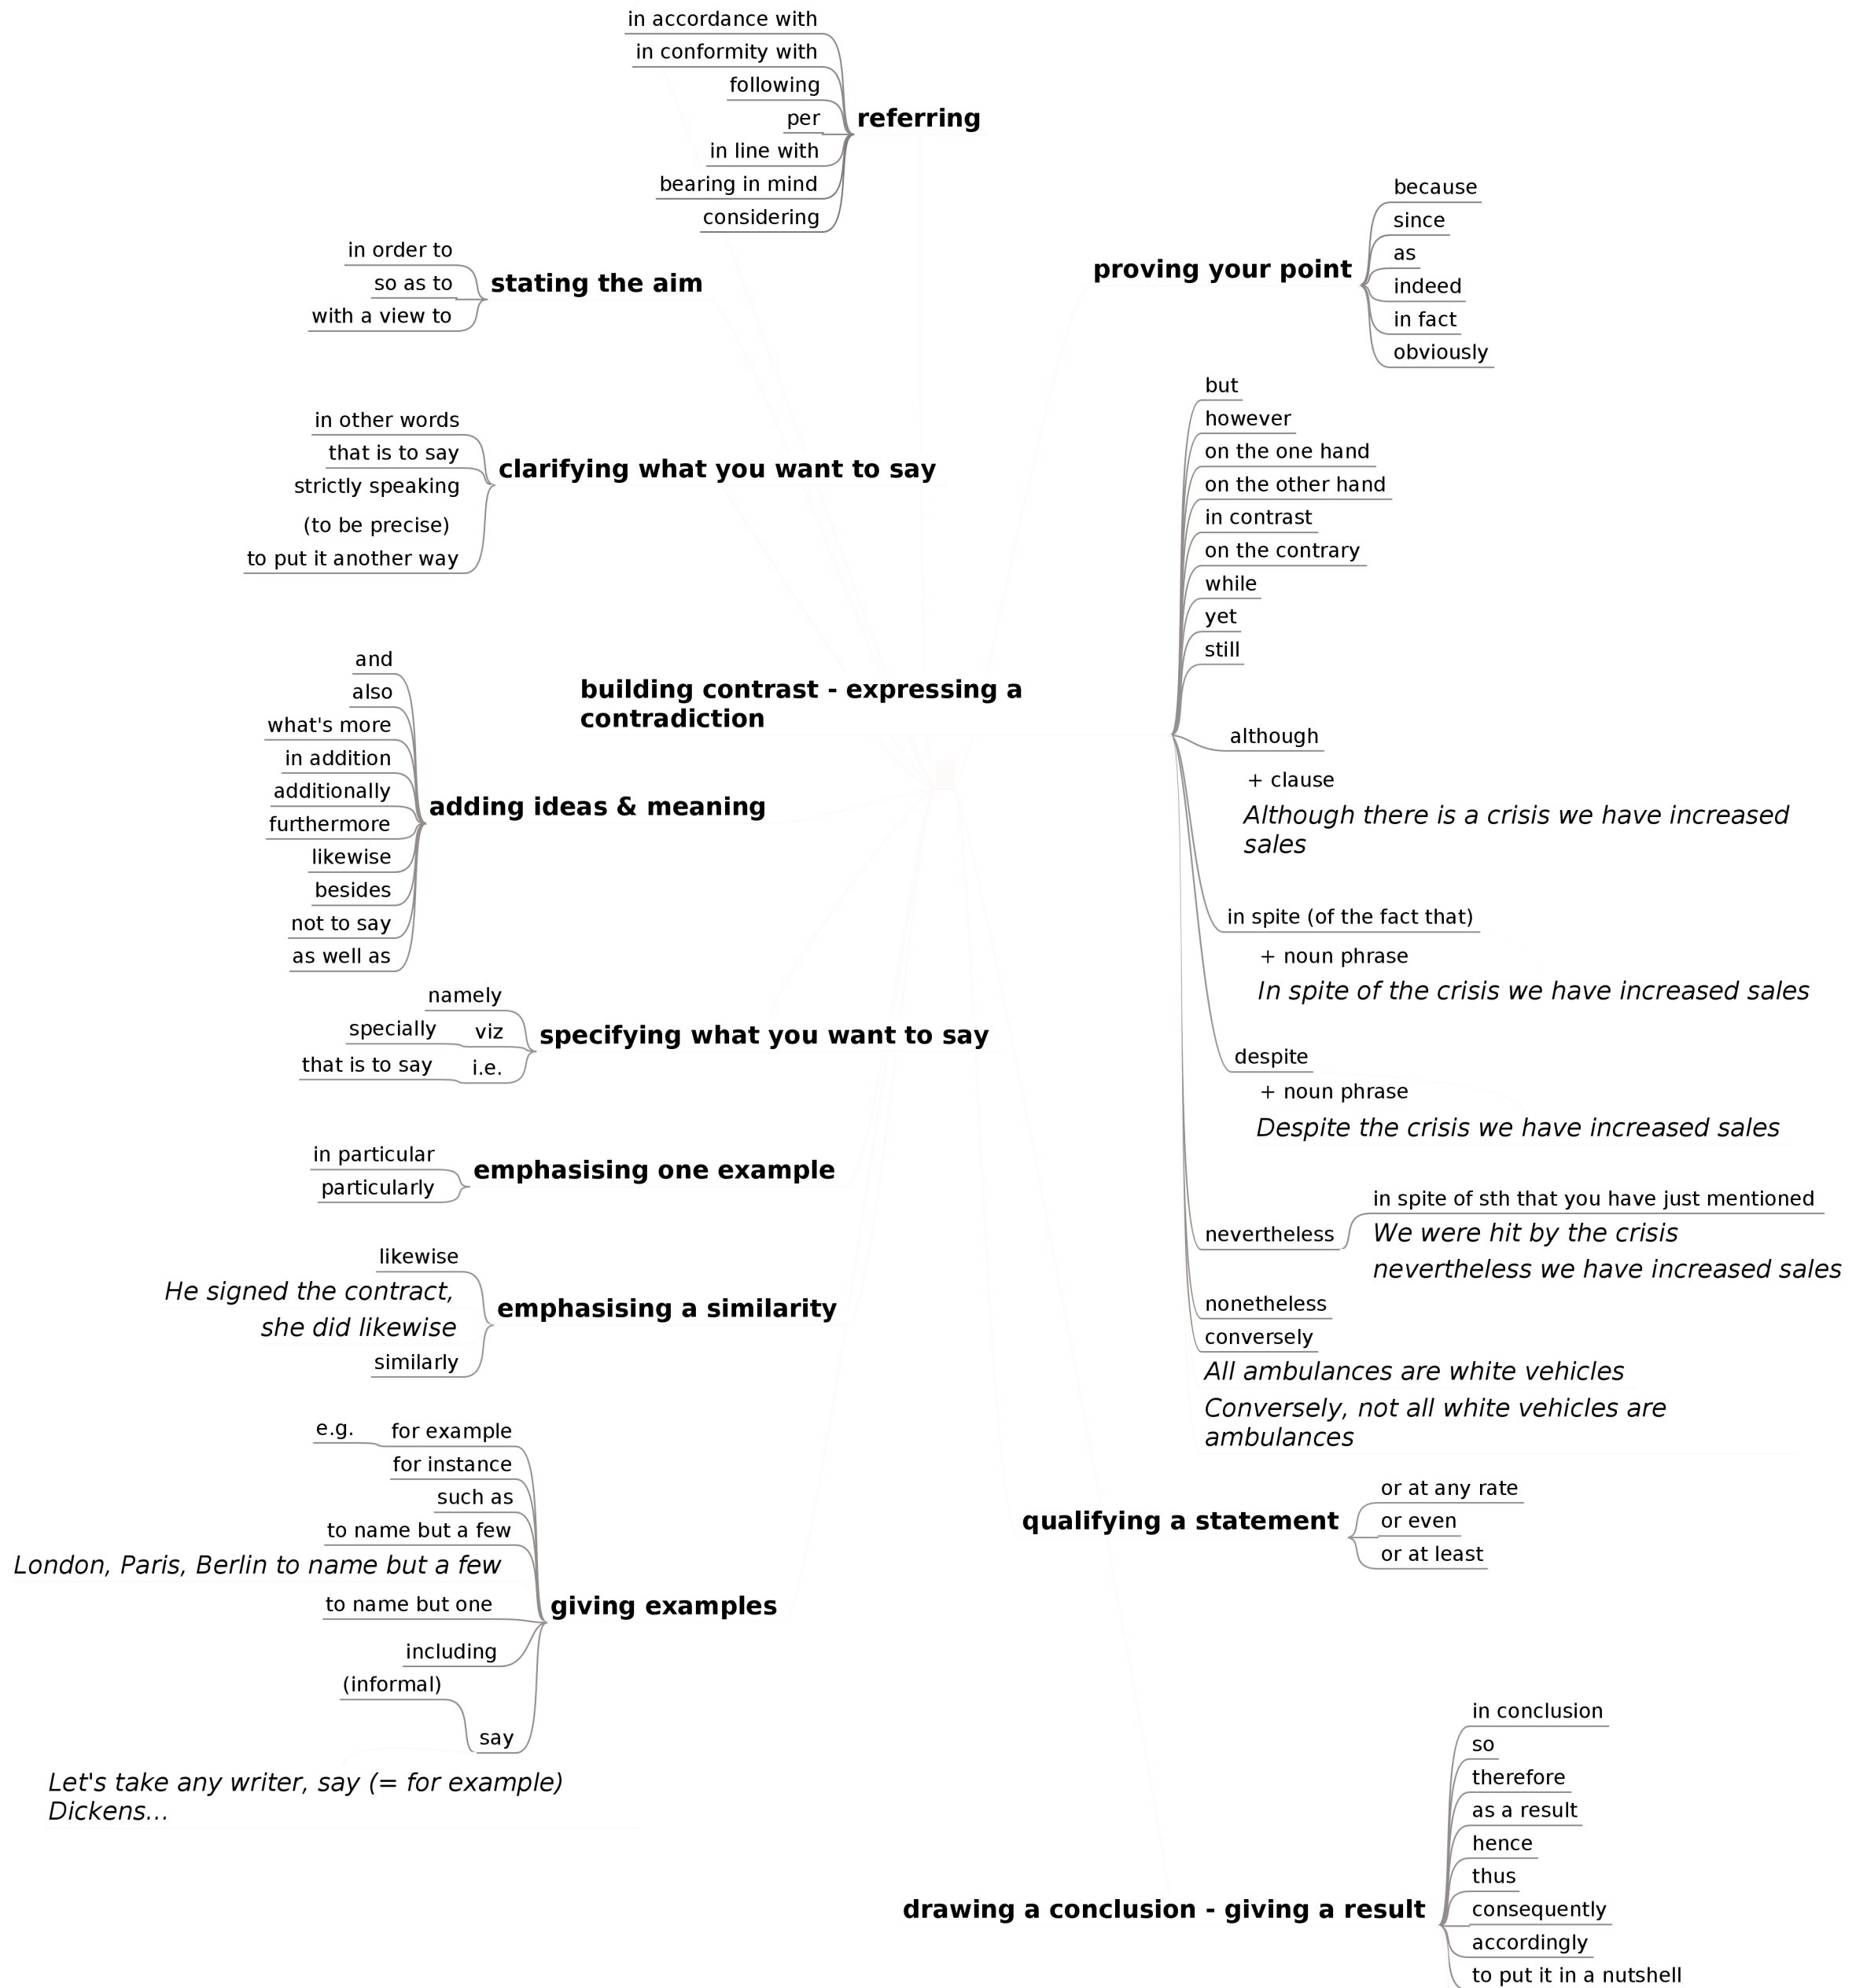 in accordance with
in conformity with
following
per
in line with
bearing in mind
considering
referring
in order to
so as to
with a view to
stating the aim
in other words
that is to say
strictly speaking
(to be precise)
to put it another way
clarifying what you want to say
and
also
what's more
in addition
additionally
furthermore
likewise
besides
not to say
as well as
adding ideas & meaning
namely
specially viz
that is to say i.e.
specifying what you want to say
in particular
particularly
emphasising one example
likewise
He signed the contract,
she did likewise
similarly
emphasising a similarity
e.g. for example
for instance
such as
to name but a few
London, Paris, Berlin to name but a few
to name but one
including
(informal)
say
Let's take any writer, say (= for example)
Dickens...
giving examples
proving your point
because
since
as
indeed
in fact
obviously
building contrast - expressing a
contradiction
but
however
on the one hand
on the other hand
in contrast
on the contrary
while
yet
still
although
+ clause
Although there is a crisis we have increased
sales
in spite (of the fact that)
+ noun phrase
In spite of the crisis we have increased sales
despite
+ noun phrase
Despite the crisis we have increased sales
nevertheless
in spite of sth that you have just mentioned
We were hit by the crisis
nevertheless we have increased sales
nonetheless
conversely
All ambulances are white vehicles
Conversely, not all white vehicles are
ambulances
qualifying a statement
or at any rate
or even
or at least
drawing a conclusion - giving a result
in conclusion
so
therefore
as a result
hence
thus
consequently
accordingly
to put it in a nutshell